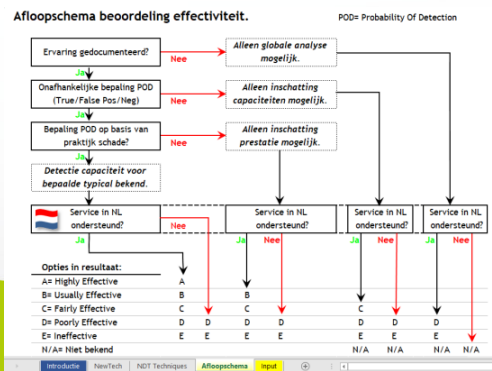 Afloopschema beoordeling effectiviteit.
POD= Probability Of Detection
Ervaring gedocumenteerd?
Nee
Alleen globale analyse
mogelijk.
Ja
Onafhankelijke bepaling POD
(True/False Pos/Neg)
Nee
Alleen inschatting
capaciteiten mogelijk.
Ja
Bepaling POD op basis van
praktijk schade?
Nee
Alleen inschatting
prestatie mogelijk.
Ja
Detectie capaciteit voor
bepaalde typical bekend.
Service in NL
ondersteund?
Nee
Service in NL
ondersteund?
Service in NL
ondersteund?
Service in NL
ondersteund?
Ja
Ja Nee
Ja Nee
Ja Nee
Opties in resultaat:
A= Highly Effective A
B= Usually Effective B B
C= Fairly Effective C C C
D= Poorly Effective D D D D D D D
E= Ineffective E E E E E E E
N/A= Niet bekend N/A N/A N/A N/A
Introductie NewTech NDT Techniques Afloopschema Input